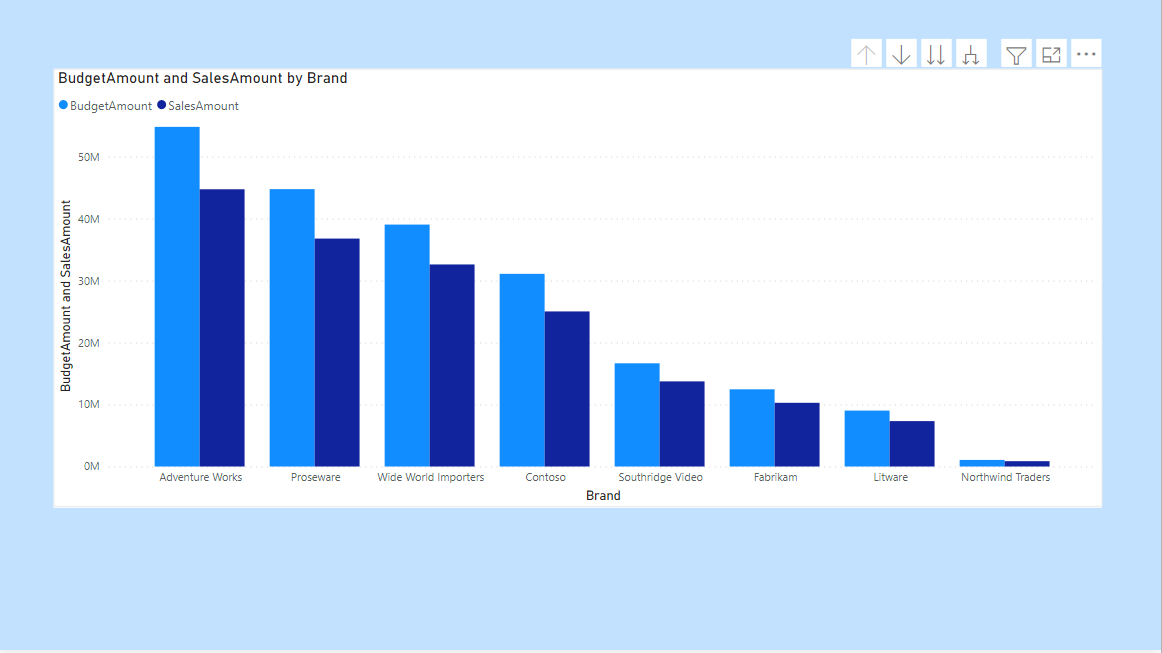 BudgetAmount and SalesAmount by Brand
BudgetAmount SalesAmount
BudgetAmount and SalesAmount
50M
40M
30M
20M
10M
0M
Adventure Works Proseware Wide World Importers Contoso Southridge Video Fabrikam Litware Northwind Traders
Brand